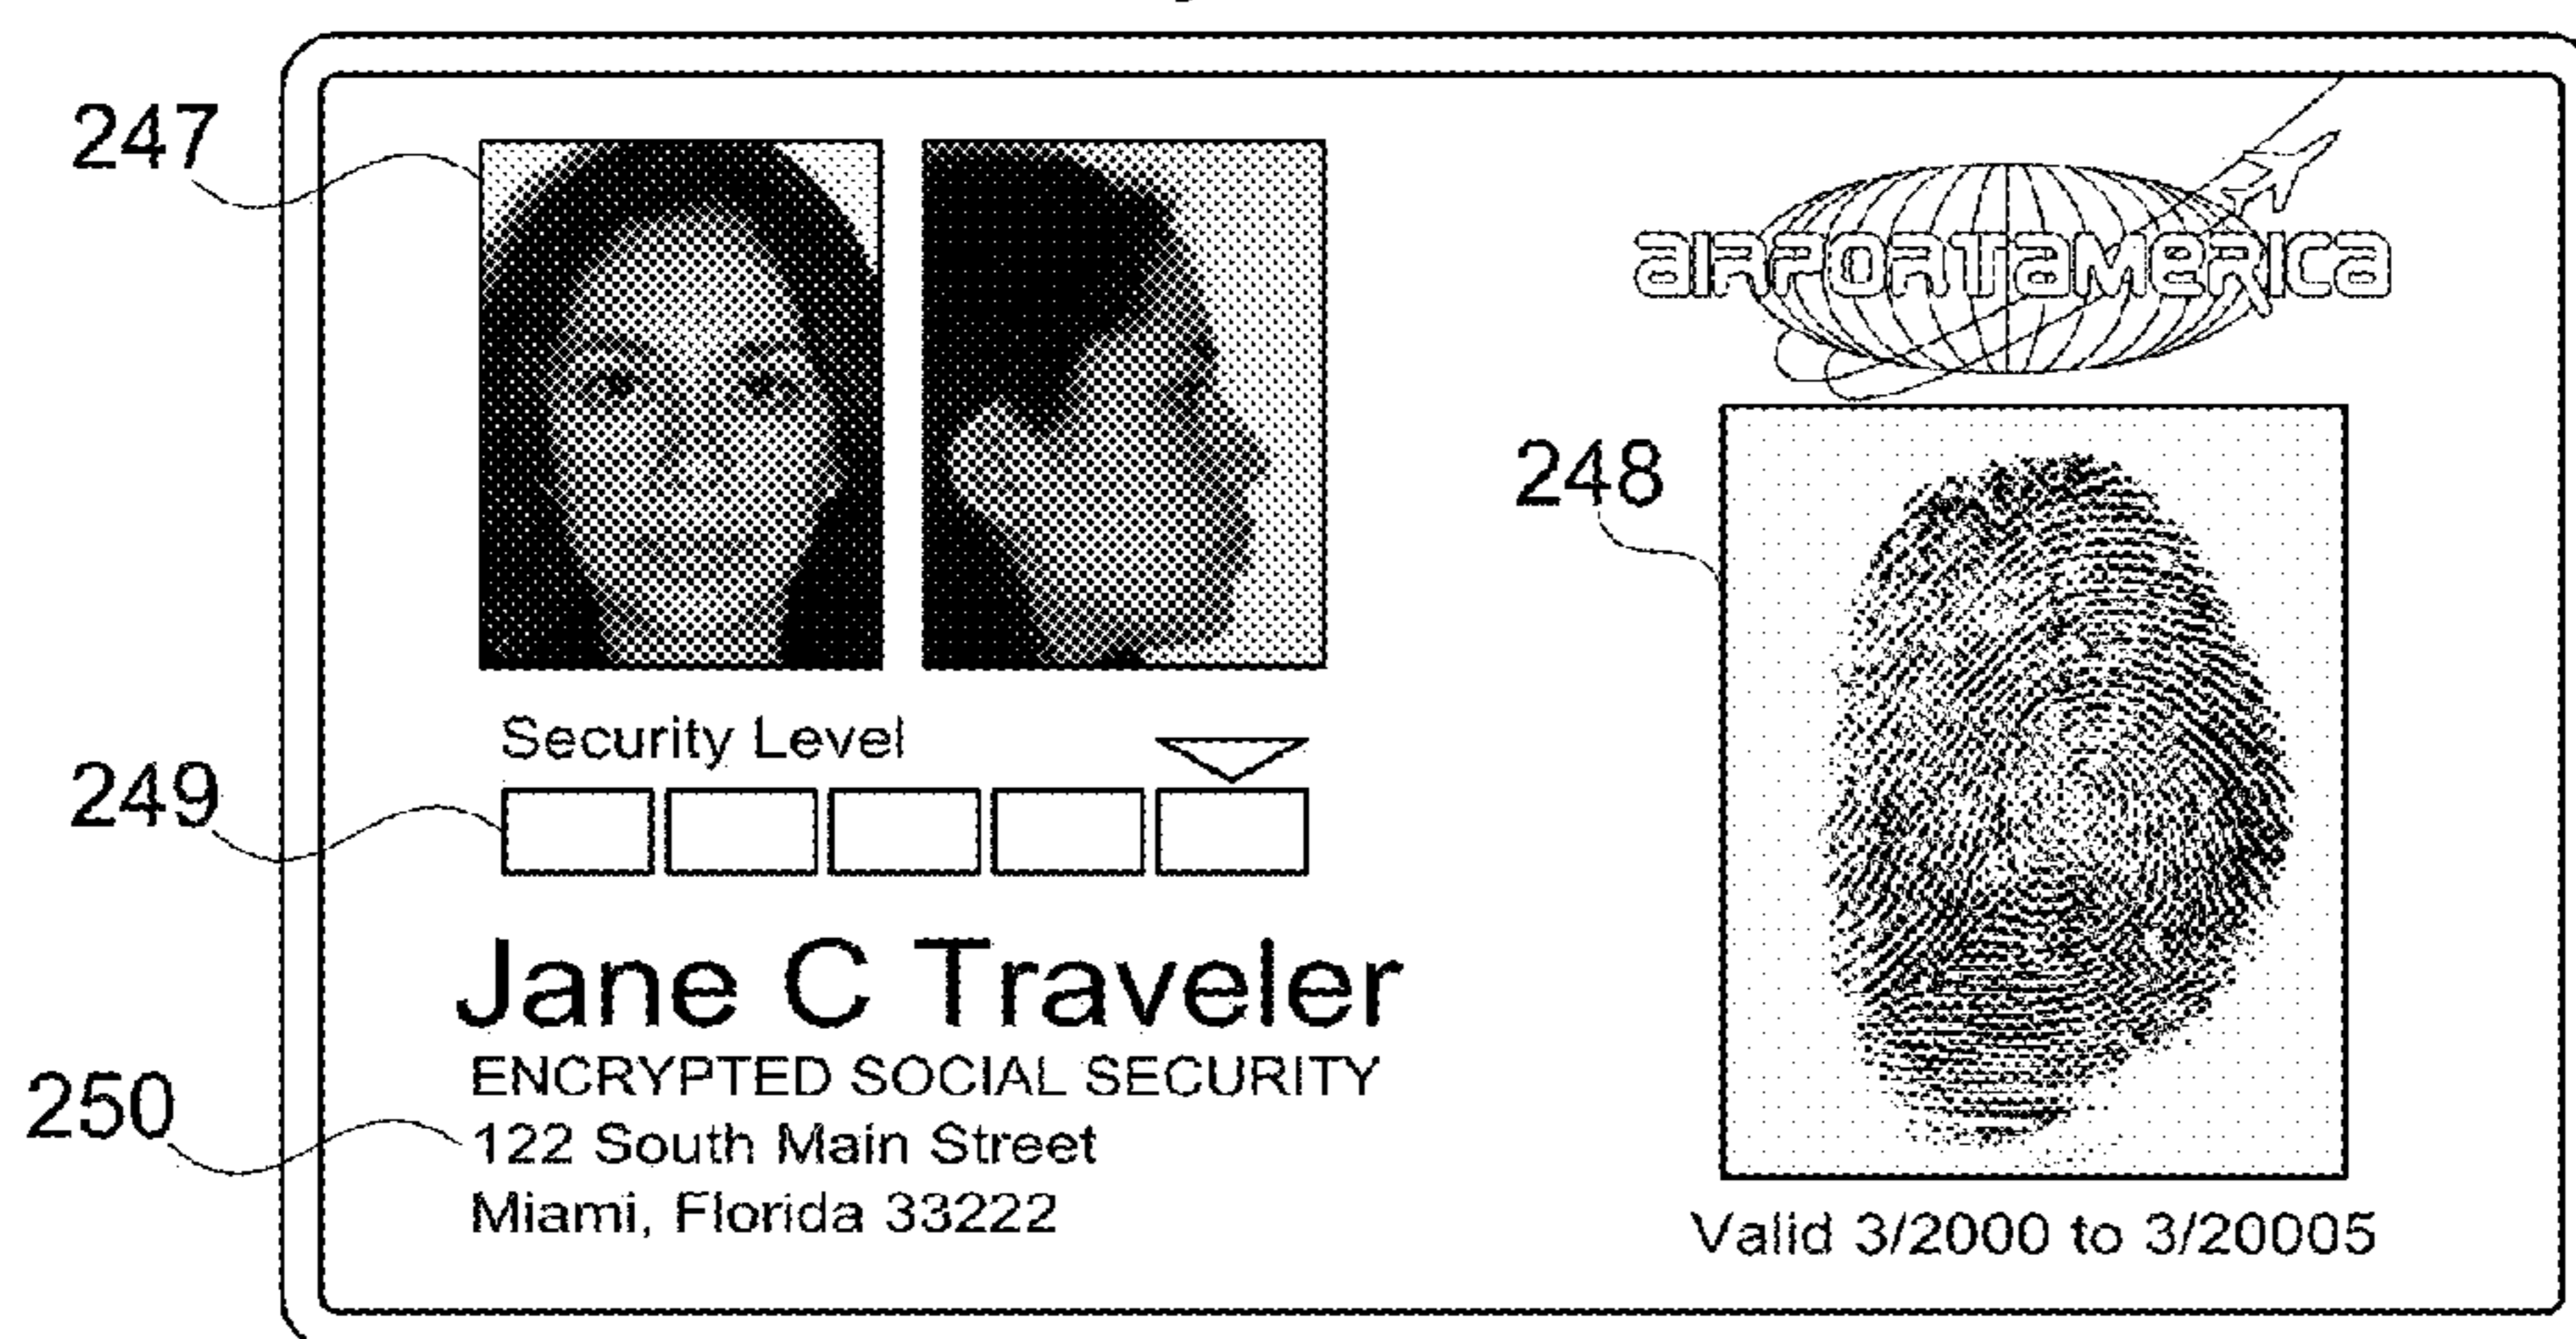 247
aIRPORTaMERICa
248
Security Level
249
Jane C Traveler
ENCRYPTED SOCIAL SECURITY
250
122 South Main Street
Miami, Florida 33222
Valid 3/2000 to 3/20005